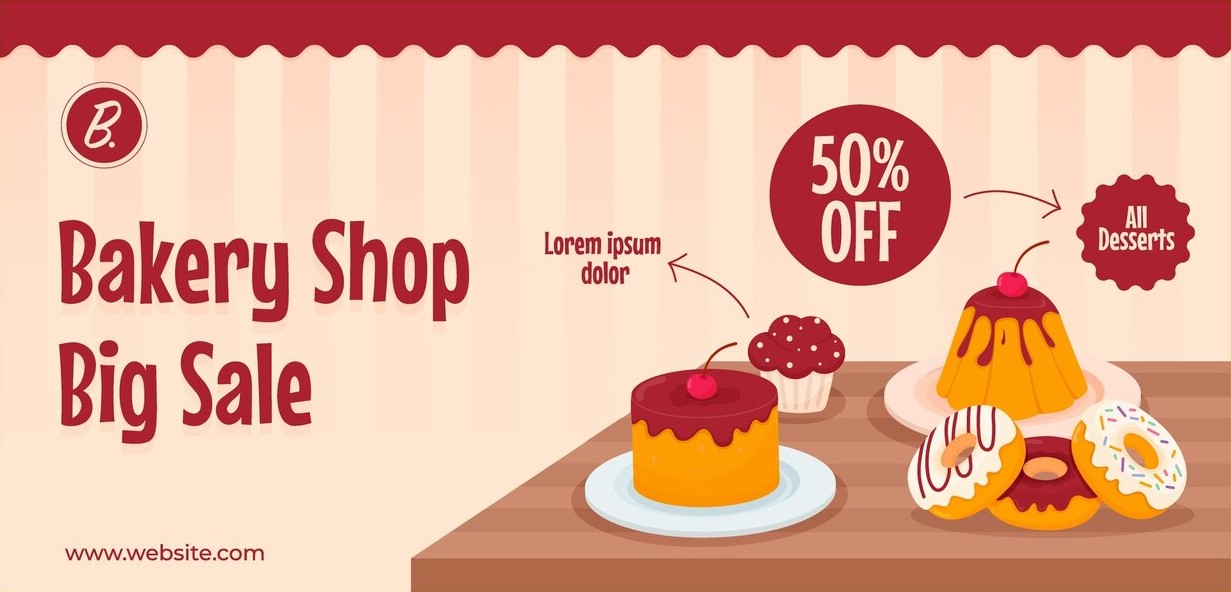 B.
Bakery Shop
Big Sale
Lorem ipsum
dolor
50%
OFF
All
Desserts
www.website.com